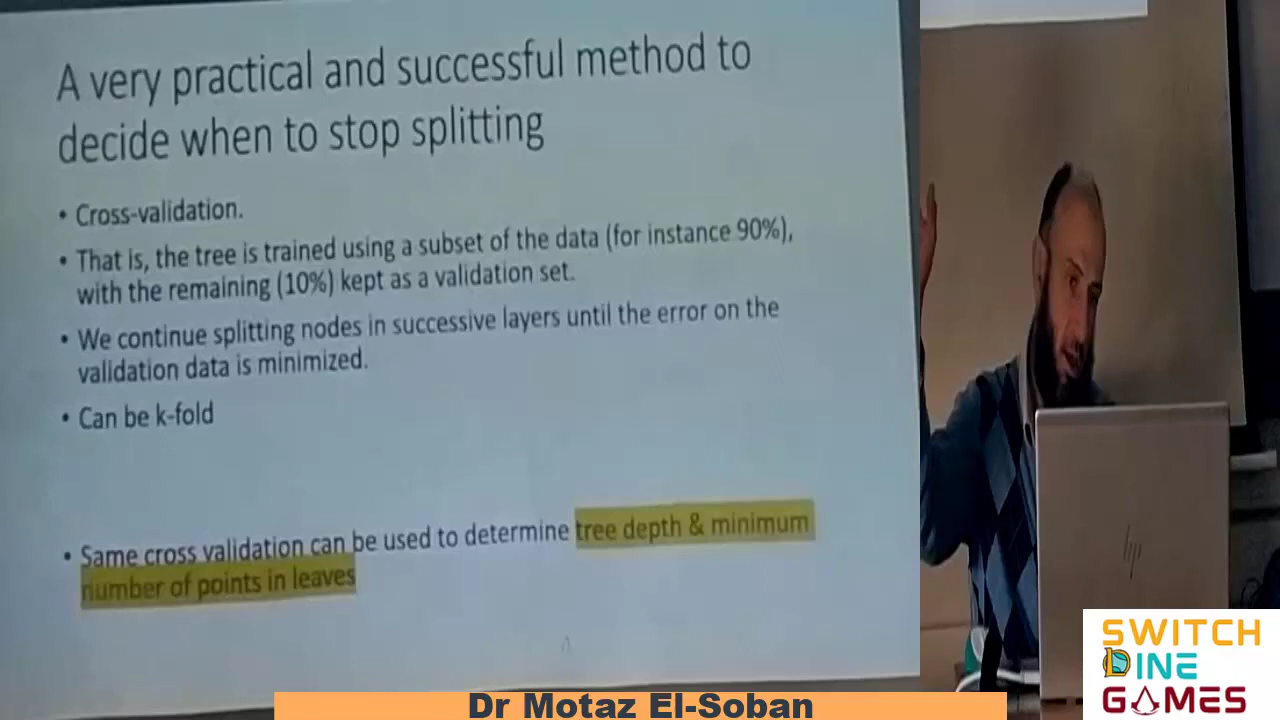 A very practical and successful method to
decide when to stop splitting
• Cross-validation.
• That is, the tree is trained using a subset of the data (for instance 90%),
with the remaining (10%) kept as a validation set.
• We continue splitting nodes in successive layers until the error on the
validation data is minimized.
• Can be k-fold
• Same cross validation can be used to determine tree depth & minimum
number of points in leaves
hp
SWITCH
DINE
GAMES
Dr Motaz El-Soban